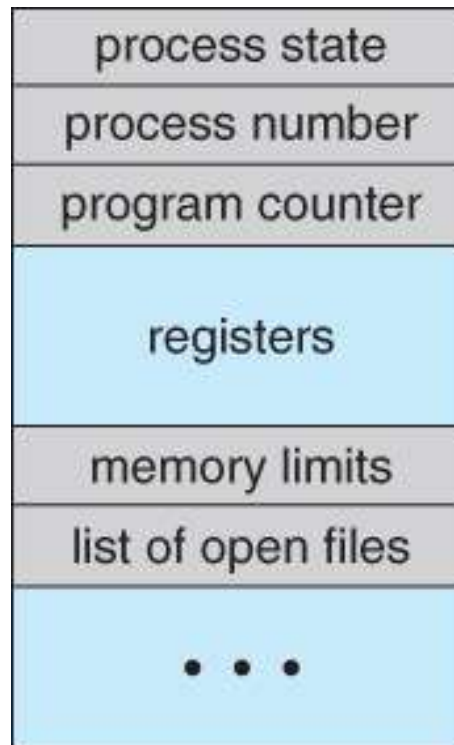 process state
process number
program counter
registers
memory limits
list of open files
• • •